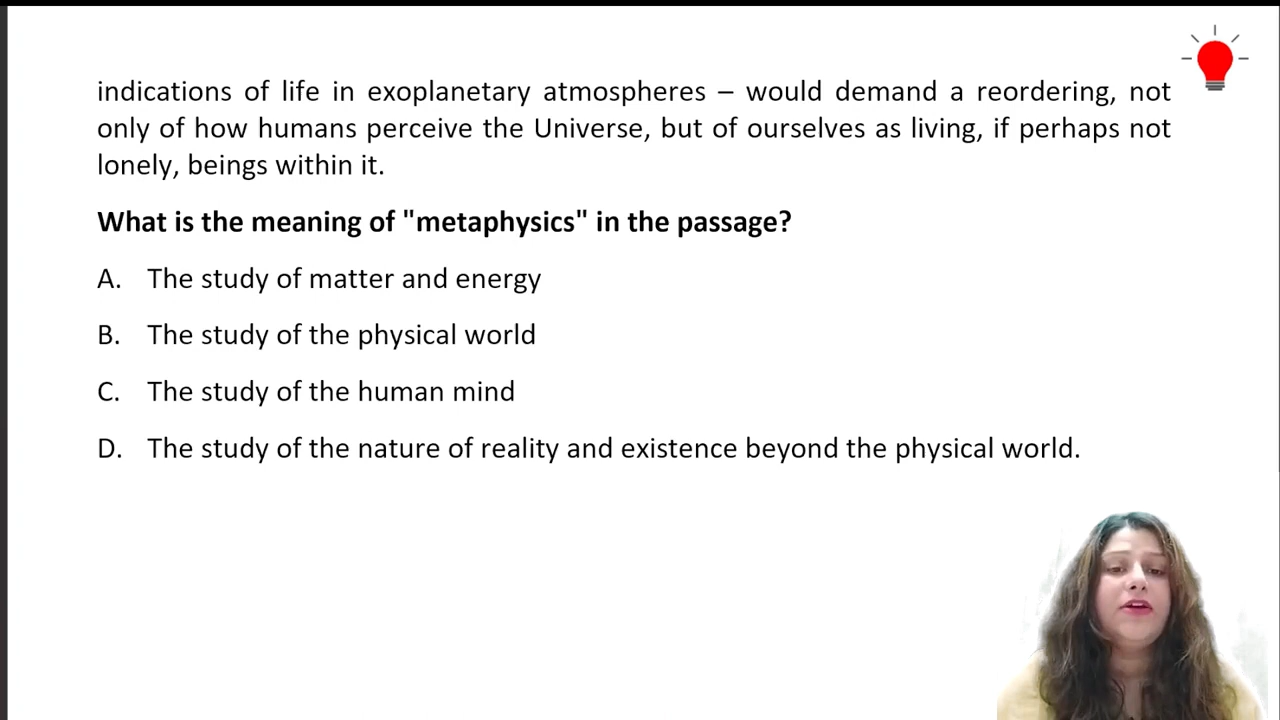 indications of life in exoplanetary atmospheres – would demand a reordering, not
only of how humans perceive the Universe, but of ourselves as living, if perhaps not
lonely, beings within it.
What is the meaning of "metaphysics" in the passage?
A. The study of matter and energy
B. The study of the physical world
C. The study of the human mind
D. The study of the nature of reality and existence beyond the physical world.